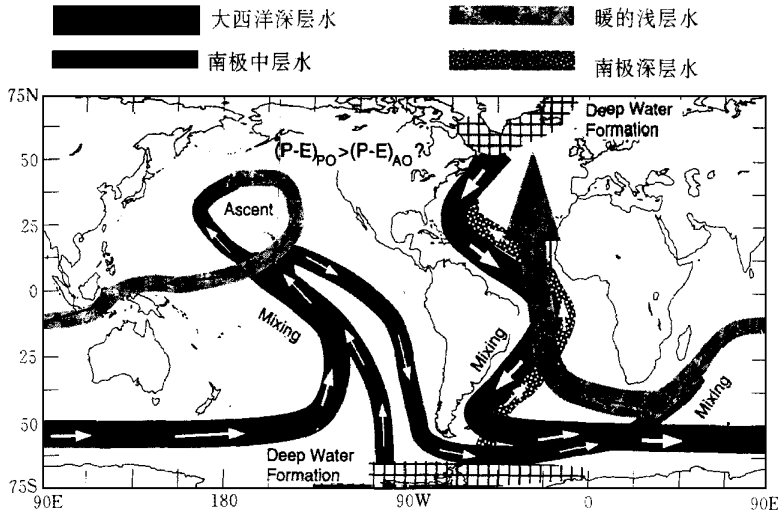 大西洋深层水 暖的浅层水
南极中层水 南极深层水
75N
Deep Water
Formation
50
(P-E)PO>(P-E)AO?
25
Ascent
0
Mixing
Mixing
25
Mixing
50
Deep Water
Formation
75S
90E 180 90W 0 90E